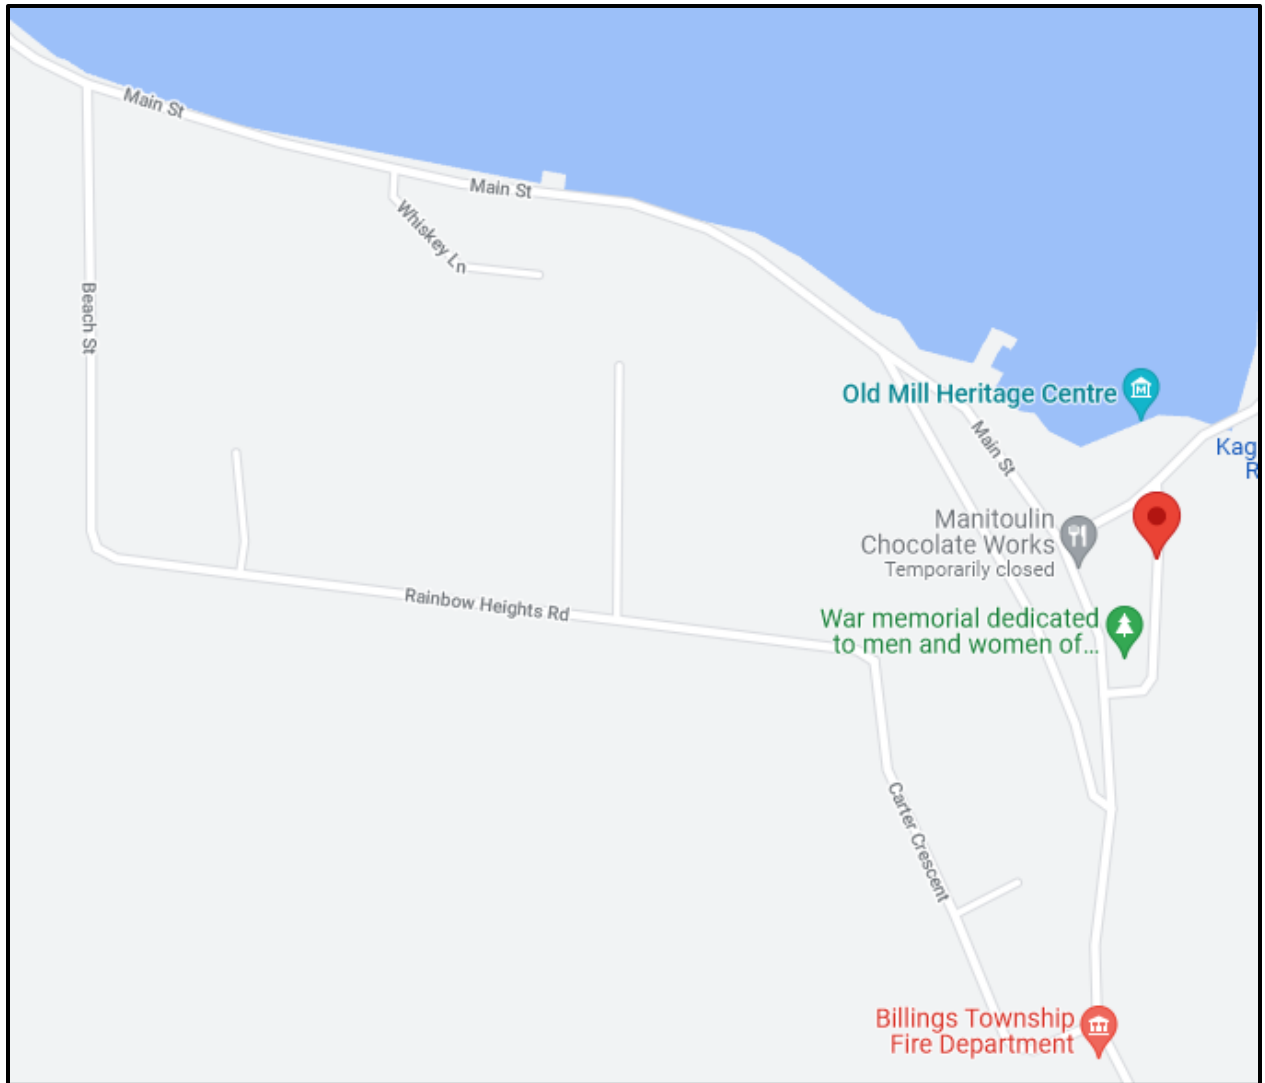 Main St
Main St
Whiskey Ln
Beach St
Old Mill Heritage Centre
Main St
Kag
R
Manitoulin
Chocolate Works
Temporarily closed
Rainbow Heights Rd
War memorial dedicated
to men and women of...
Carter Crescent
Billings Township
Fire Department